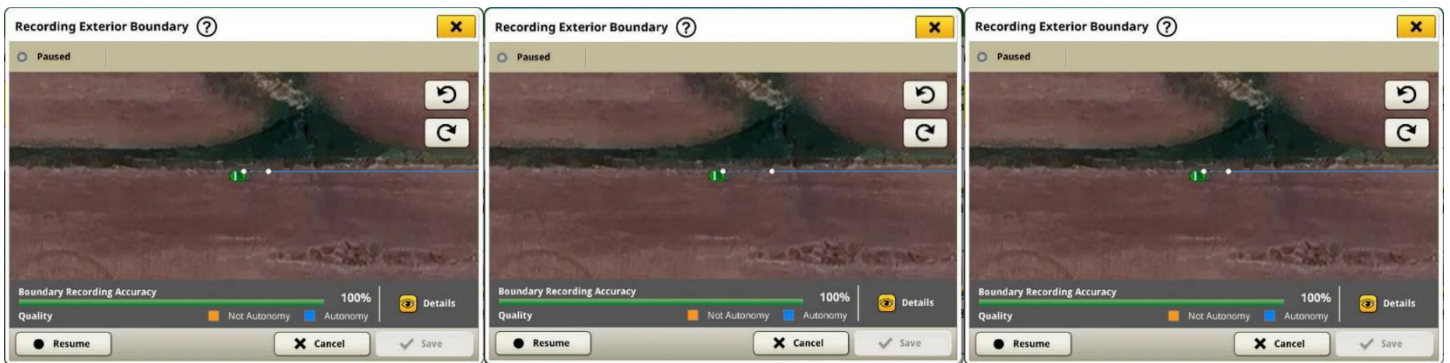 Recording Exterior Boundary ?
Paused
Boundary Recording Accuracy
100%
Details
Quality
Not Autonomy
Autonomy
Resume
Cancel
Save
Recording Exterior Boundary ?
Paused
Boundary Recording Accuracy
100%
Details
Quality
Not Autonomy
Autonomy
Resume
Cancel
Save
Recording Exterior Boundary ?
Paused
Boundary Recording Accuracy
100%
Details
Quality
Not Autonomy
Autonomy
Resume
Cancel
Save